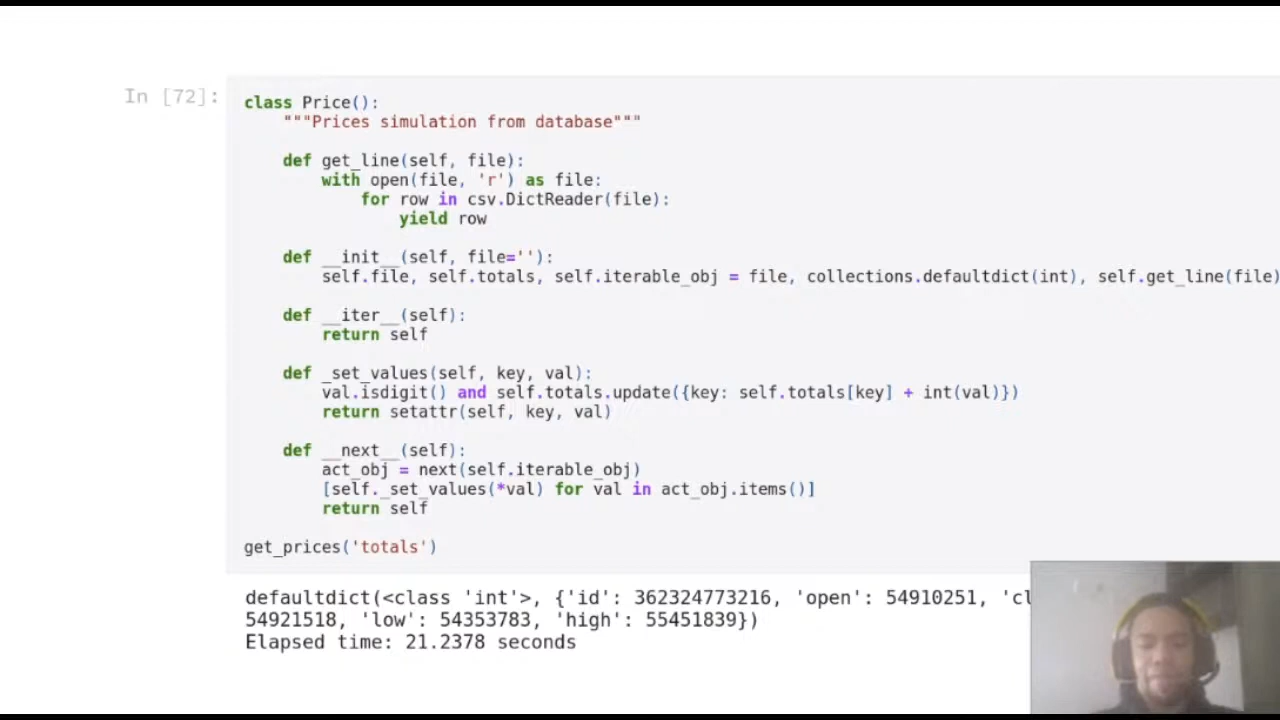 In [72]:
class Price():
    """Prices simulation from database"""
    def get_line(self, file):
        with open(file, 'r') as file:
            for row in csv.DictReader(file):
                yield row
    def __init__(self, file=''):
        self.file, self.totals, self.iterable_obj = file, collections.defaultdict(int), self.get_line(file)
    def __iter__(self):
        return self
    def _set_values(self, key, val):
        val.isdigit() and self.totals.update({key: self.totals[key] + int(val)})
        return setattr(self, key, val)
    def __next__(self):
        act_obj = next(self.iterable_obj)
        [self._set_values(*val) for val in act_obj.items()]
        return self
get_prices('totals')
defaultdict(<class 'int'>, {'id': 362324773216, 'open': 54910251,
54921518, 'low': 54353783, 'high': 55451839})
Elapsed time: 21.2378 seconds